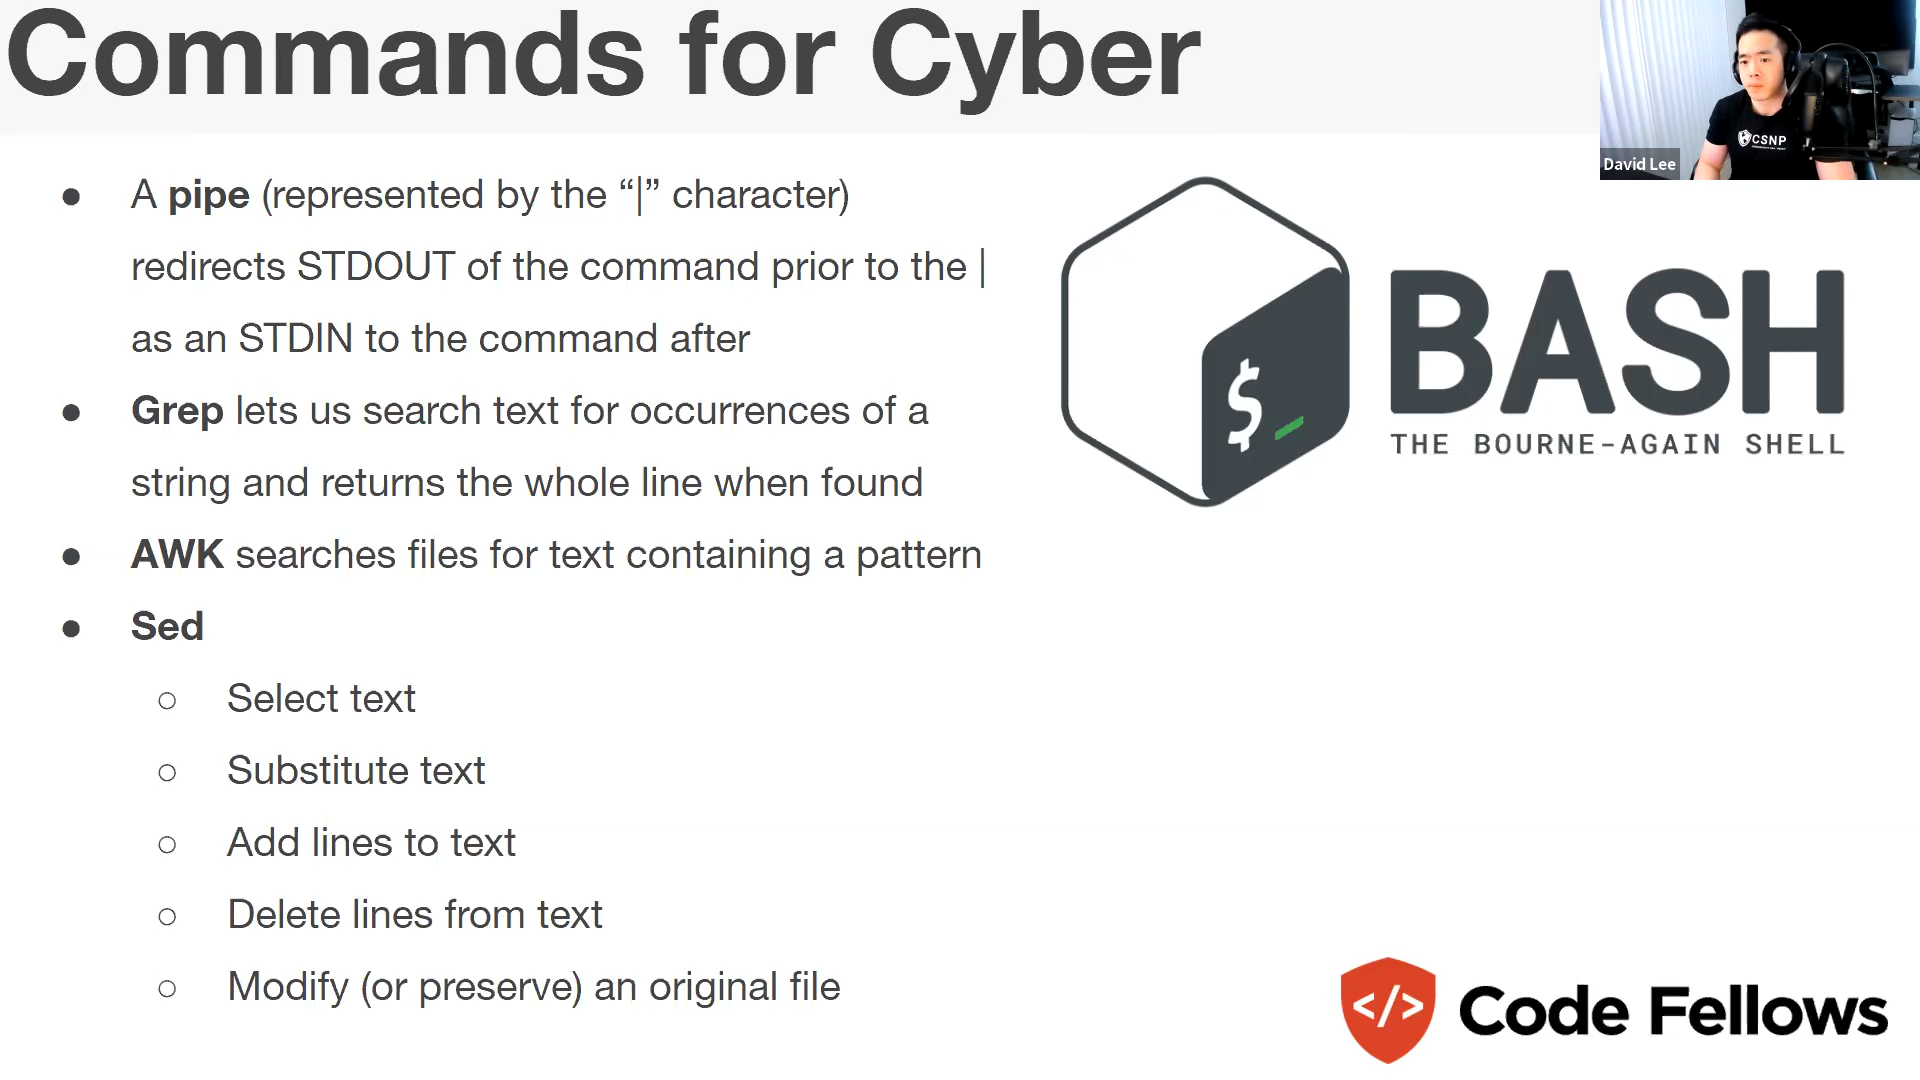 Commands for Cyber
David Lee
CSNP
● A pipe (represented by the “|” character)
redirects STDOUT of the command prior to the |
as an STDIN to the command after
● Grep lets us search text for occurrences of a
string and returns the whole line when found
● AWK searches files for text containing a pattern
● Sed
○ Select text
○ Substitute text
○ Add lines to text
○ Delete lines from text
○ Modify (or preserve) an original file
$_
BASH
THE BOURNE-AGAIN SHELL
</> Code Fellows